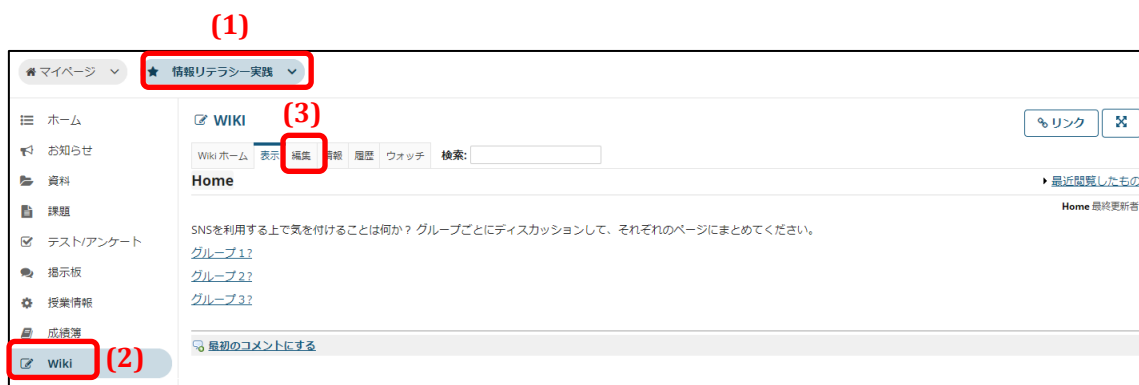 (1)
マイページ
情報リテラシー実践
ホーム
お知らせ
資料
課題
テスト/アンケート
掲示板
授業情報
成績簿
Wiki
(2)
WIKI
(3)
リンク
Wiki ホーム 表示 編集 情報 履歴 ウォッチ 検索:
Home
最近閲覧したもの
Home 最終更新者
SNSを利用する上で気を付けることは何か？ グループごとにディスカッションして、それぞれのページにまとめてください。
グループ１?
グループ２?
グループ３?
最初のコメントにする